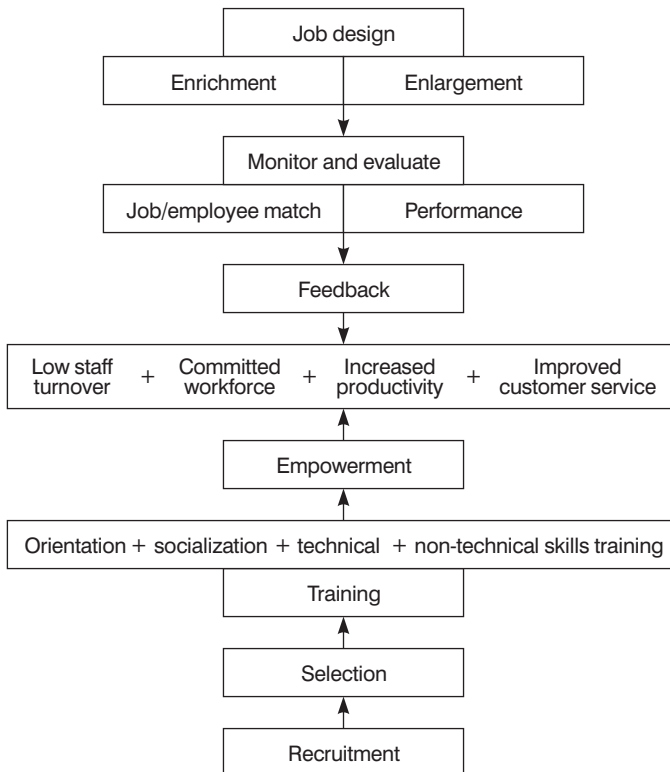 Job design
Enrichment
Enlargement
Monitor and evaluate
Job/employee match
Performance
Feedback
Low staff turnover + Committed workforce + Increased productivity + Improved customer service
Empowerment
Orientation + socialization + technical + non-technical skills training
Training
Selection
Recruitment